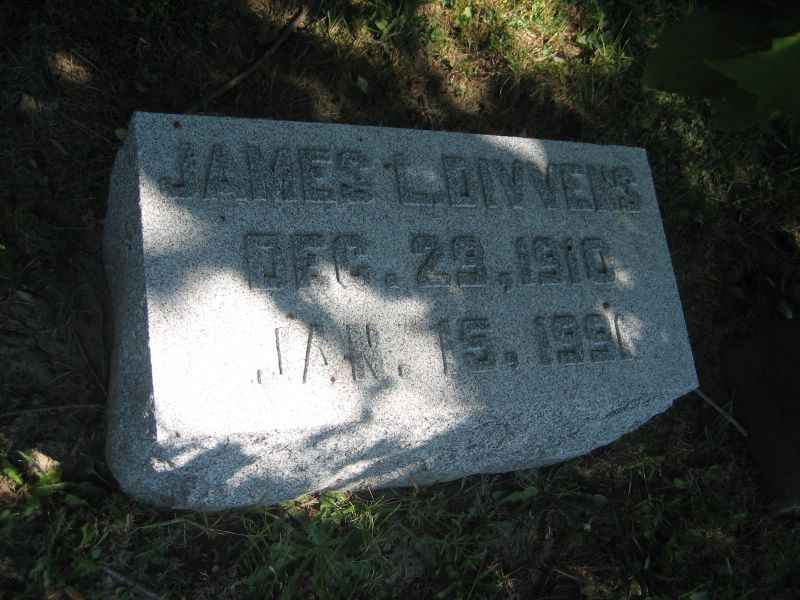 JAMES L. DIVVENS
DEC. 29, 1910
JAN. 15, 1991